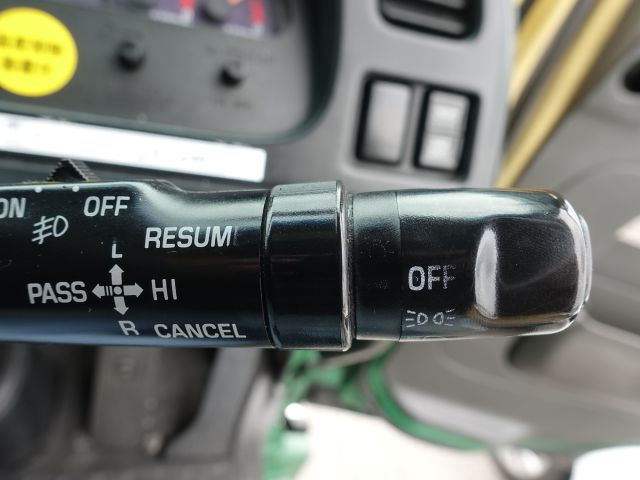 ON OFF
RESUM
L
PASS HI
R CANCEL
OFF